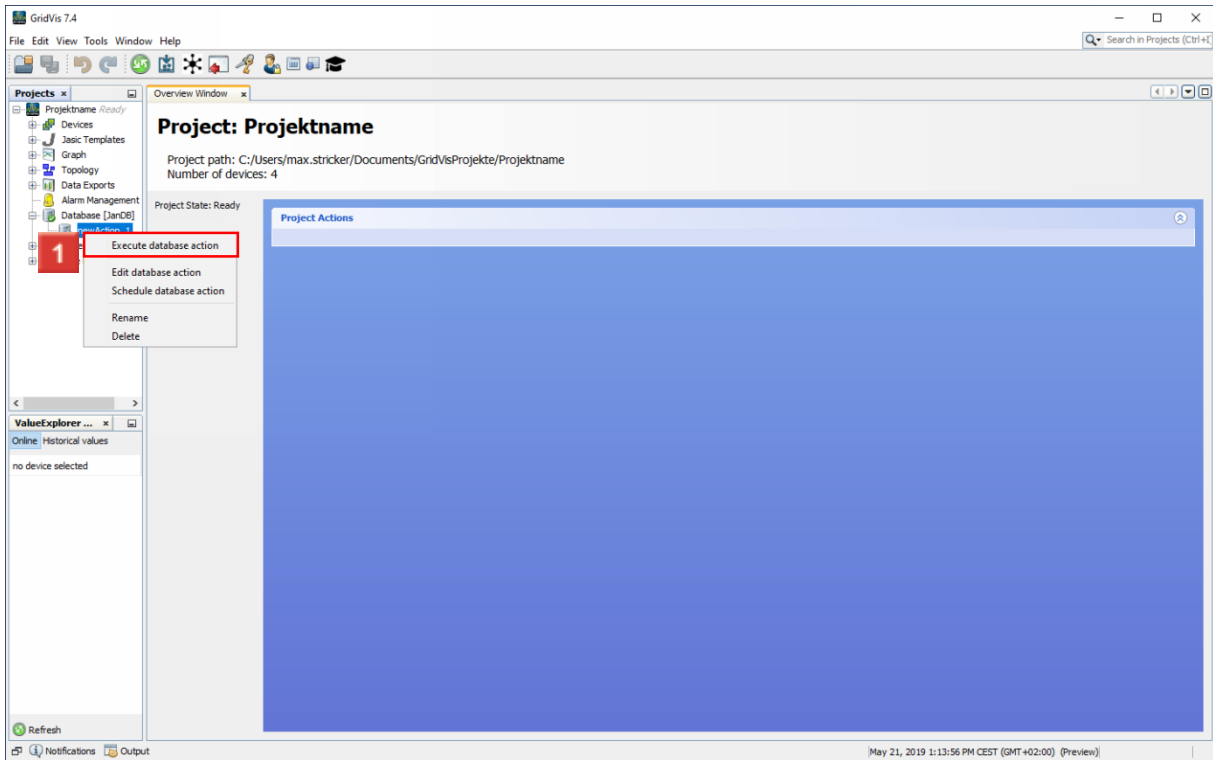 GridVis 7.4
File Edit View Tools Window Help
Search in Projects (Ctrl+I
Projects
Projektname Ready
Devices
Jasic Templates
Graph
Topology
Data Exports
Alarm Management
Database [JanDB]
newAction_1
1
Execute database action
Edit database action
Schedule database action
Rename
Delete
ValueExplorer ...
Online Historical values
no device selected
Refresh
Overview Window
Project: Projektname
Project path: C:/Users/max.stricker/Documents/GridVisProjekte/Projektname
Number of devices: 4
Project State: Ready
Project Actions
Notifications Output
May 21, 2019 1:13:56 PM CEST (GMT+02:00) (Preview)